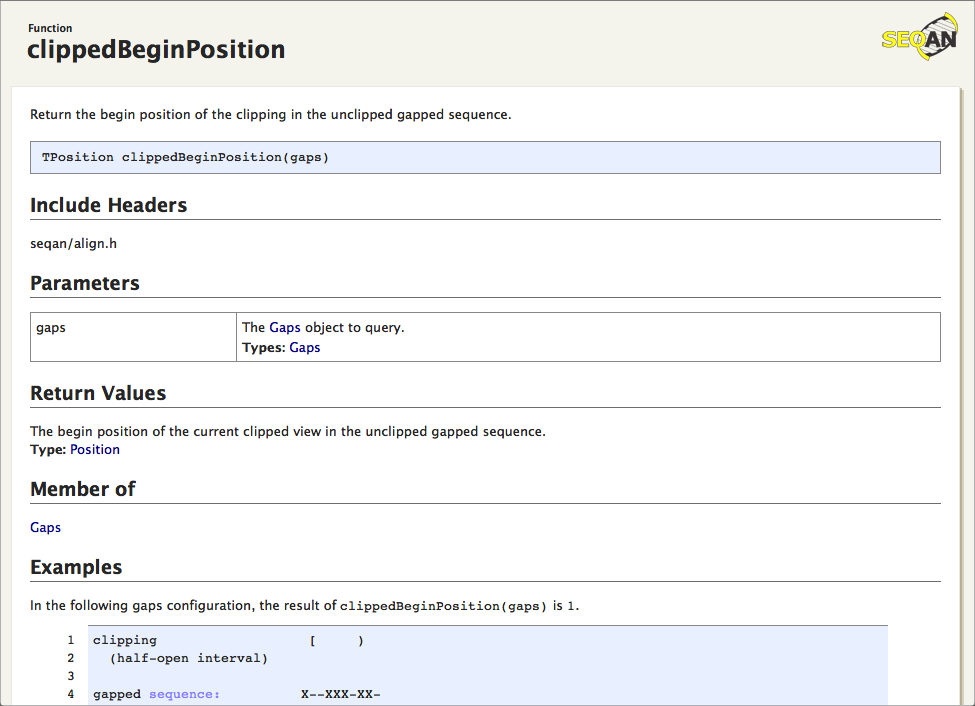 Function
clippedBeginPosition
SEQAN
Return the begin position of the clipping in the unclipped gapped sequence.
TPosition clippedBeginPosition(gaps)
Include Headers
seqan/align.h
Parameters
gaps
The Gaps object to query.
Types: Gaps
Return Values
The begin position of the current clipped view in the unclipped gapped sequence.
Type: Position
Member of
Gaps
Examples
In the following gaps configuration, the result of clippedBeginPosition(gaps) is 1.
1 clipping [ )
2 (half-open interval)
3
4 gapped sequence: X--XXX-XX-